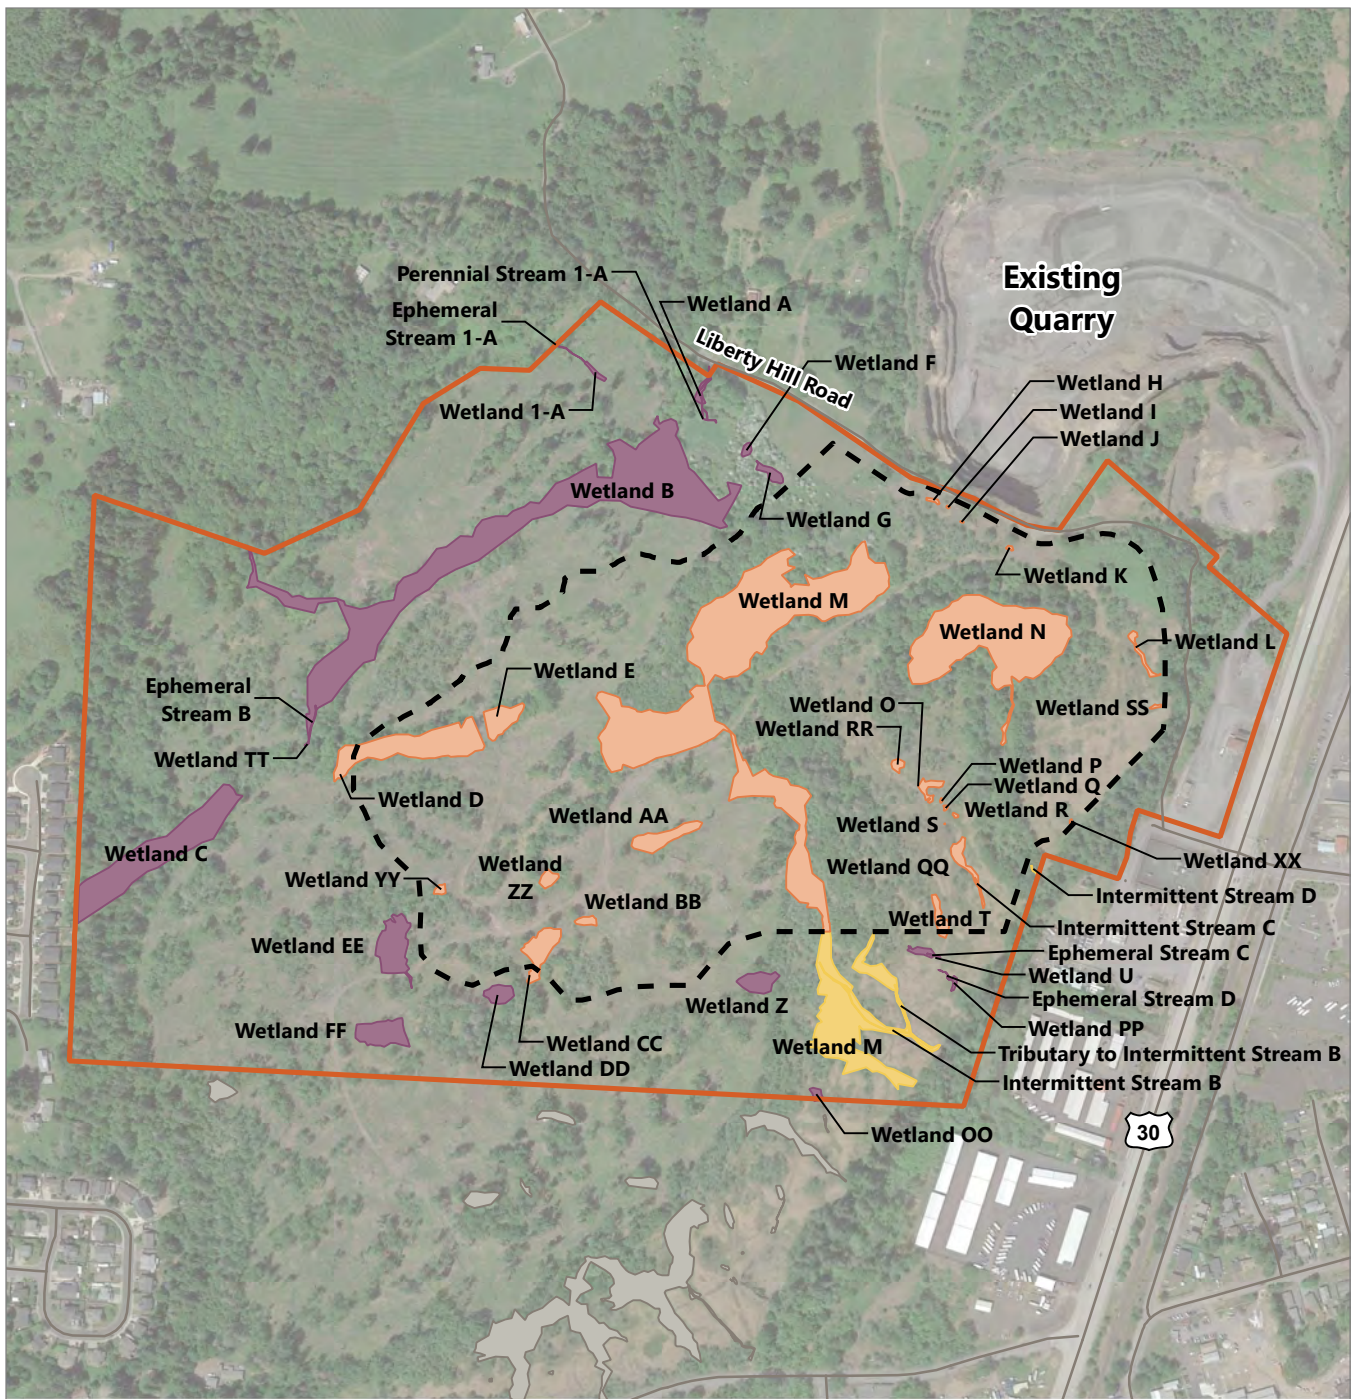 Existing
Quarry
Perennial Stream 1-A
Wetland A
Ephemeral
Stream 1-A
Liberty Hill Road
Wetland F
Wetland H
Wetland 1-A
Wetland I
Wetland J
Wetland B
Wetland G
Wetland K
Wetland M
Wetland N
Wetland L
Wetland E
Ephemeral
Stream B
Wetland O
Wetland SS
Wetland RR
Wetland TT
Wetland P
Wetland Q
Wetland D
Wetland R
Wetland AA
Wetland S
Wetland C
Wetland XX
Wetland
ZZ
Wetland QQ
Wetland YY
Intermittent Stream D
Wetland BB
Wetland T
Intermittent Stream C
Wetland EE
Ephemeral Stream C
Wetland U
Ephemeral Stream D
Wetland Z
Wetland PP
Wetland FF
Wetland CC
Wetland M
Tributary to Intermittent Stream B
Wetland DD
Intermittent Stream B
Wetland OO
30